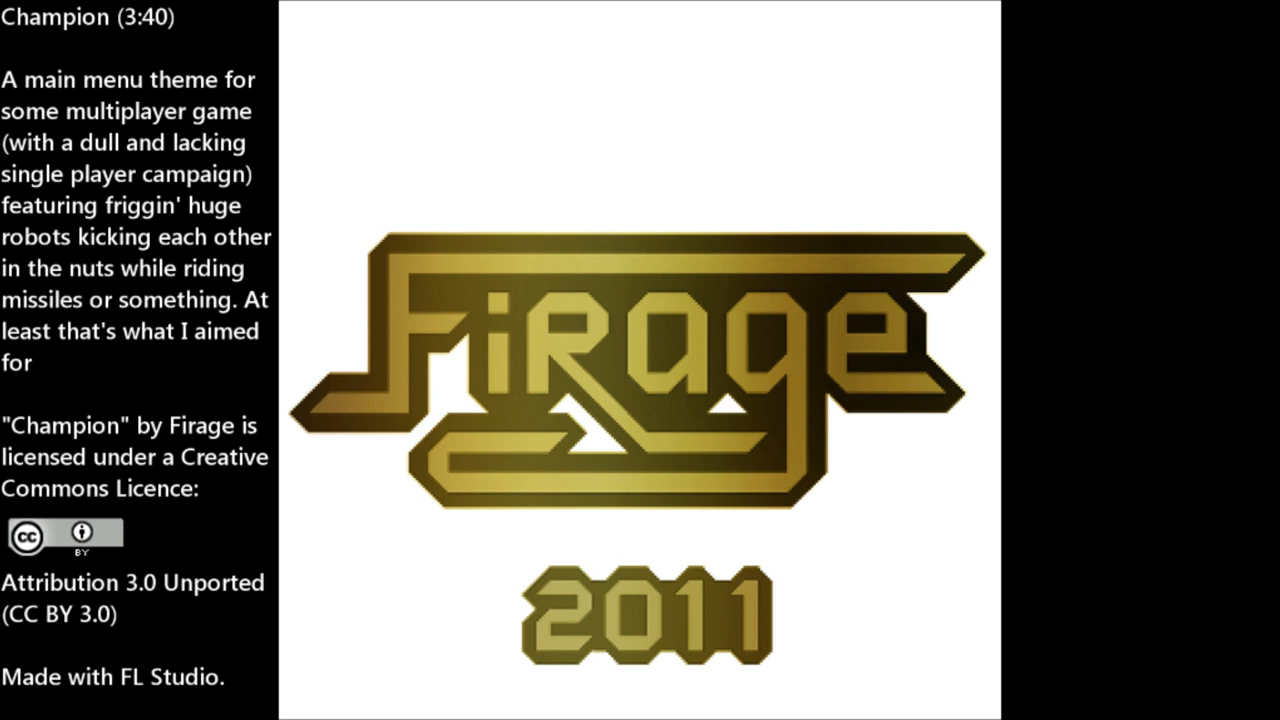 Champion (3:40)
A main menu theme for
some multiplayer game
(with a dull and lacking
single player campaign)
featuring friggin' huge
robots kicking each other
in the nuts while riding
missiles or something. At
least that's what I aimed
for
"Champion" by Firage is
licensed under a Creative
Commons Licence:
cc
BY
Attribution 3.0 Unported
(CC BY 3.0)
Made with FL Studio.
Firage
2011